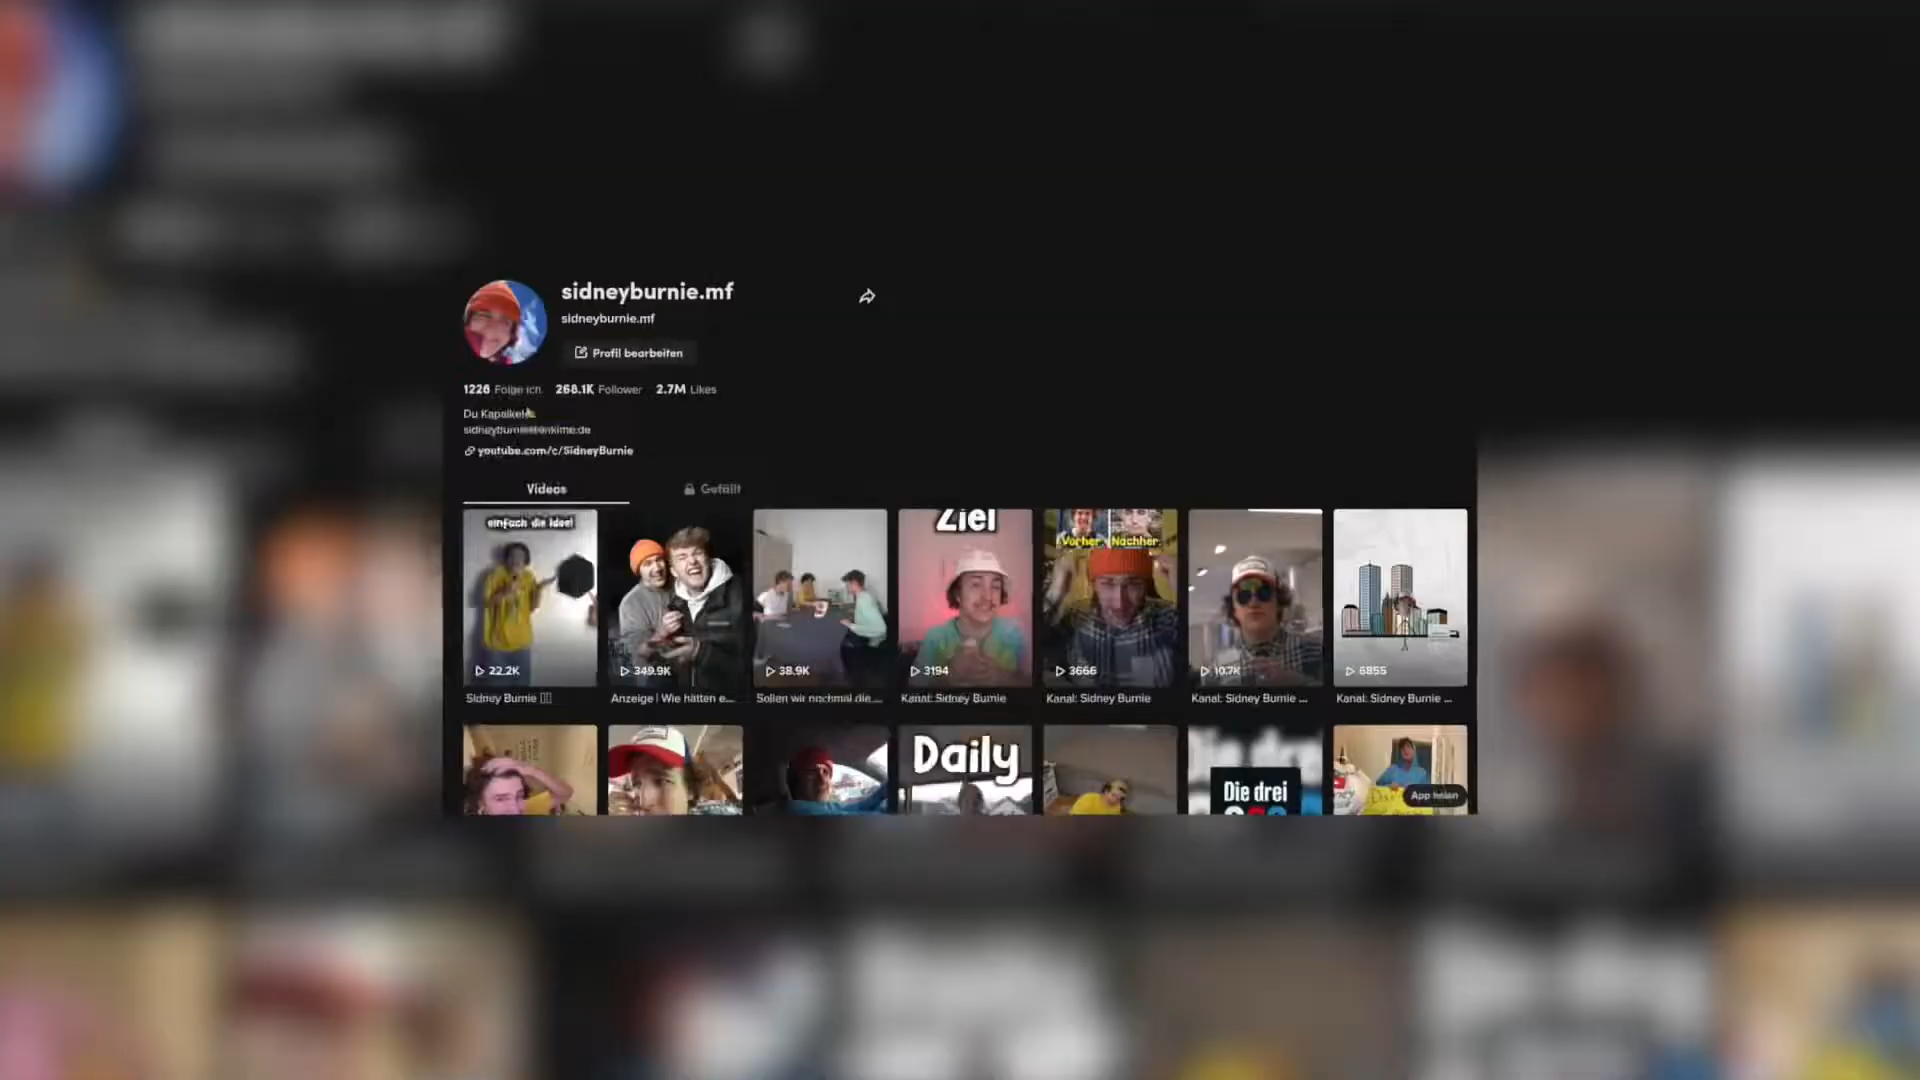 sidneyburnie.mf
sidneyburnie.mf
Profil bearbeiten
1226 Folge ich 268.1K Follower 2.7M Likes
Du Kapalkele
youtube.com/c/SidneyBurnie
Videos Gefällt
einfach die Idee!
Ziel
Vorher Nachher
22.2K 349.9K 38.9K 3194 3666 10.7K 6855
Sidney Burnie
Anzeige | Wie hätten e...
Sollen wir nochmal die...
Kanal: Sidney Burnie
Kanal: Sidney Burnie
Kanal: Sidney Burnie ...
Kanal: Sidney Burnie ...
Daily
Die drei
App holen